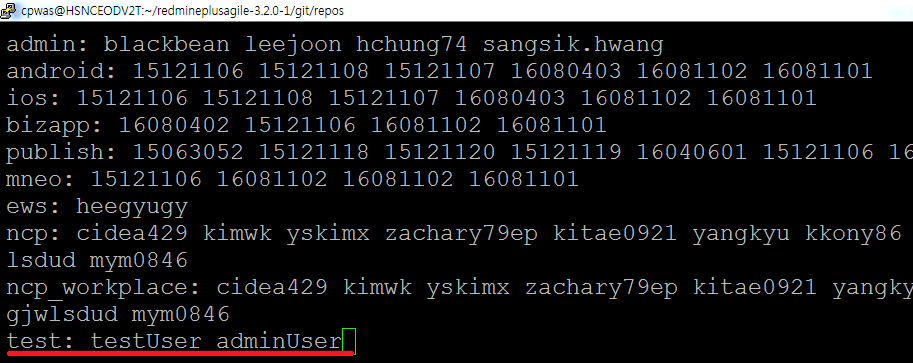 cpwas@HSNCEODV2T:~/redmineplusagile-3.2.0-1/git/repos
admin: blackbean leejoon hchung74 sangsik.hwang
android: 15121106 15121108 15121107 16080403 16081102 16081101
ios: 15121106 15121108 15121107 16080403 16081102 16081101
bizapp: 16080402 15121106 16081102 16081101
publish: 15063052 15121118 15121120 15121119 16040601 15121106 16
mneo: 15121106 16081102 16081102 16081101
ews: heegyugy
ncp: cidea429 kimwk yskimx zachary79ep kitae0921 yangkyu kkony86
lsdud mym0846
ncp_workplace: cidea429 kimwk yskimx zachary79ep kitae0921 yangky
gjwlsdud mym0846
test: testUser adminUser